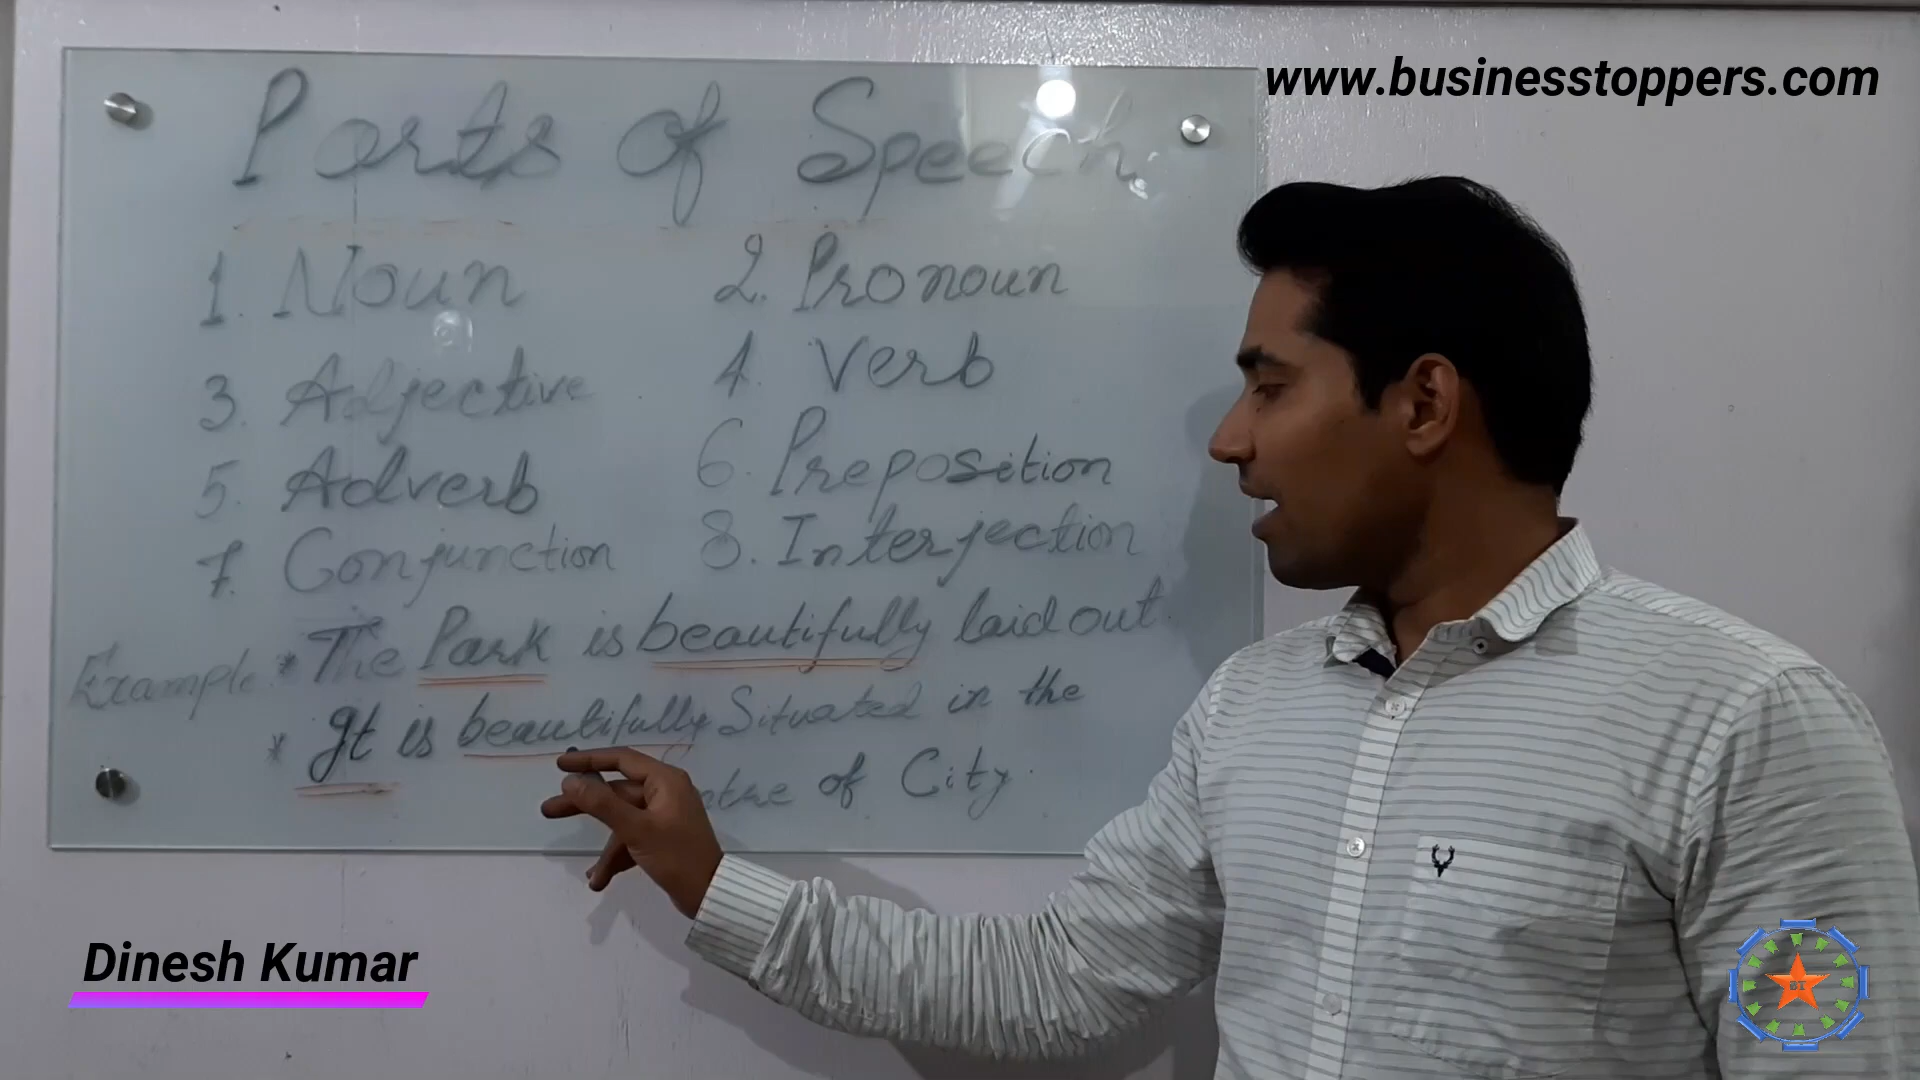 www.businesstoppers.com
Parts of Speech.
1. Noun 2. Pronoun
3. Adjective 4. Verb
5. Adverb 6. Preposition
7. Conjunction 8. Interjection
Example * The Park is beautifully laid out.
* It is beautifully Situated in the
of City.
Dinesh Kumar
BT